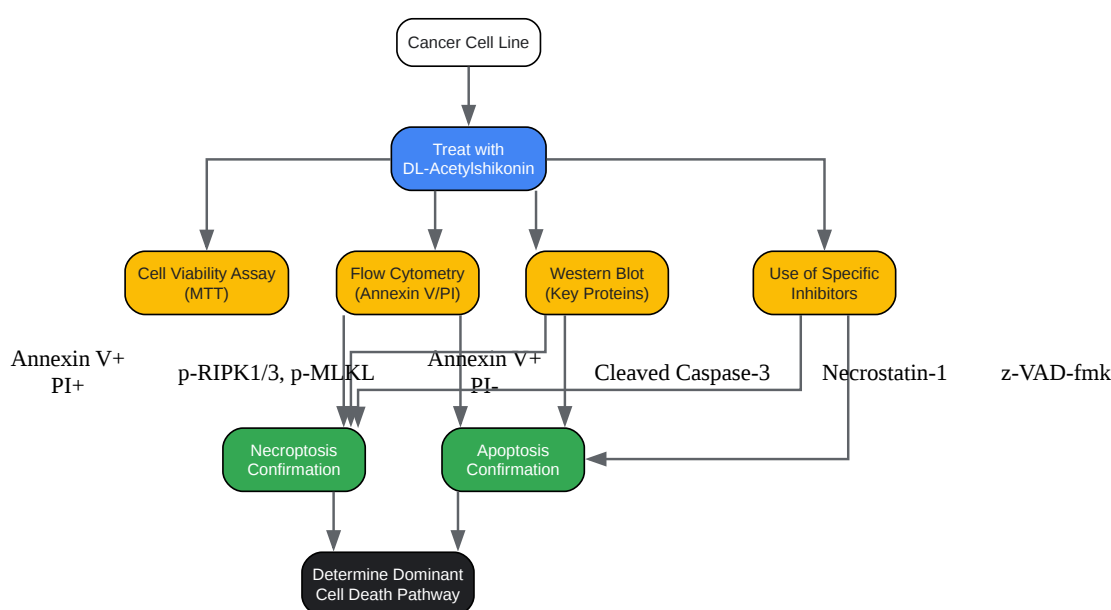 Cancer Cell Line
Treat with
DL-Acetylshikonin
Cell Viability Assay
(MTT)
Flow Cytometry
(Annexin V/PI)
Western Blot
(Key Proteins)
Use of Specific
Inhibitors
Annexin V+
PI+
p-RIPK1/3, p-MLKL
Annexin V+
PI-
Cleaved Caspase-3
Necrostatin-1
z-VAD-fmk
Necroptosis
Confirmation
Apoptosis
Confirmation
Determine Dominant
Cell Death Pathway